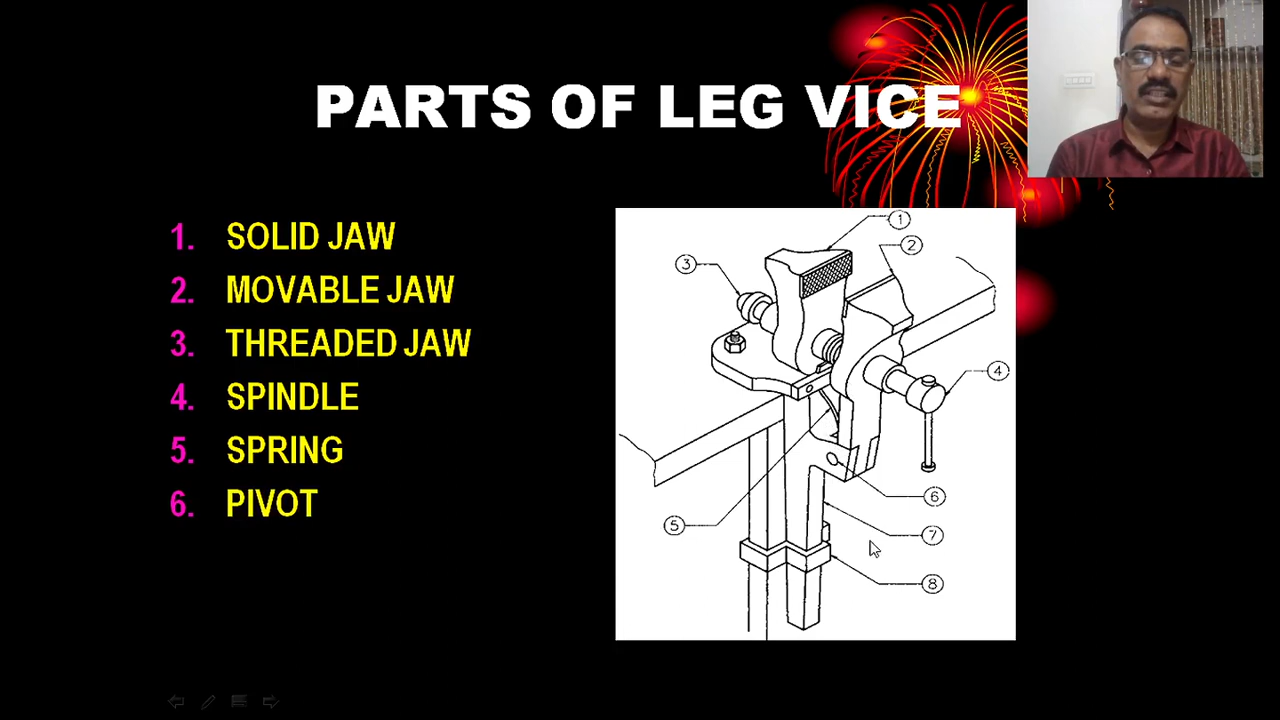 PARTS OF LEG VICE
1. SOLID JAW
2. MOVABLE JAW
3. THREADED JAW
4. SPINDLE
5. SPRING
6. PIVOT
1
2
3
4
5
6
7
8